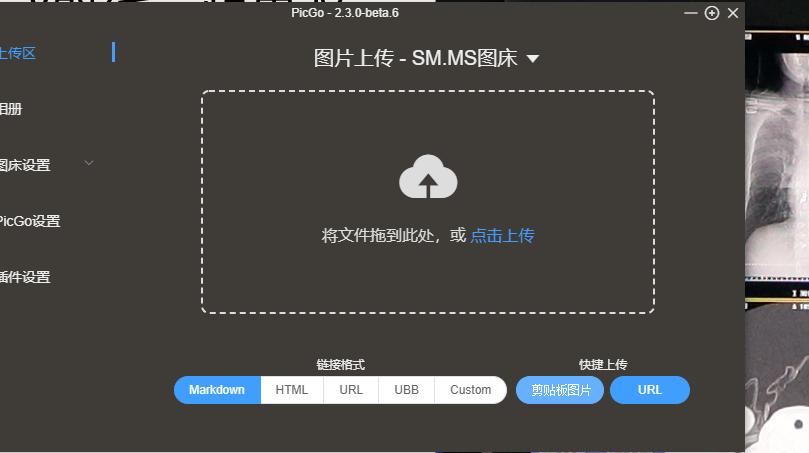 PicGo - 2.3.0-beta.6
上传区
图片上传 - SM.MS图床
相册
图床设置
PicGo设置
插件设置
将文件拖到此处，或 点击上传
链接格式
快捷上传
Markdown
HTML
URL
UBB
Custom
剪贴板图片
URL